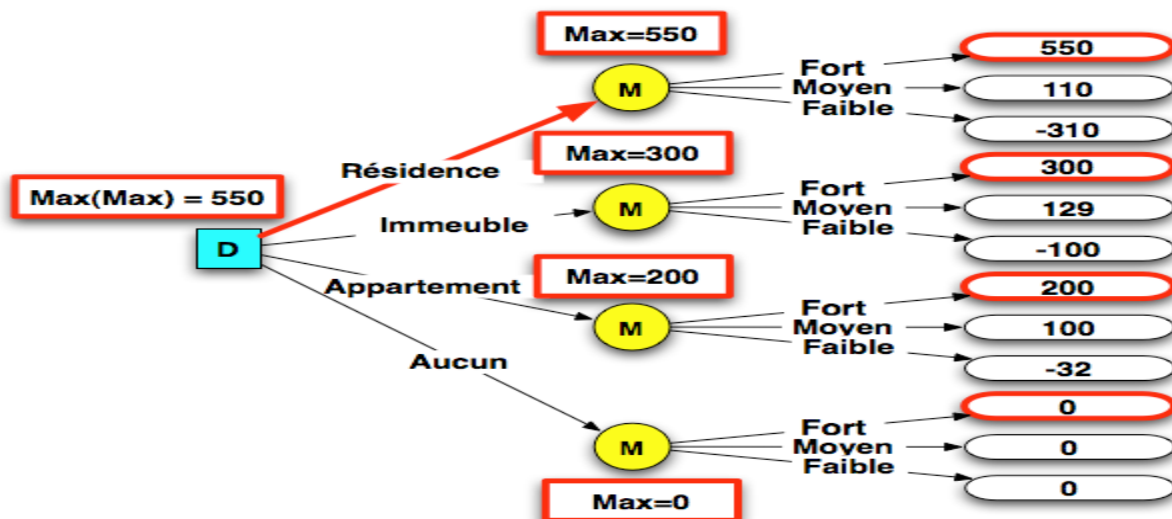 Max=550
550
Fort
M
Moyen
110
Faible
-310
Max=300
Résidence
300
Fort
Max(Max) = 550
M
Moyen
129
Immeuble
Faible
-100
D
Max=200
Appartement
200
Fort
M
Moyen
100
Faible
-32
Aucun
0
Fort
M
Moyen
0
Faible
0
Max=0